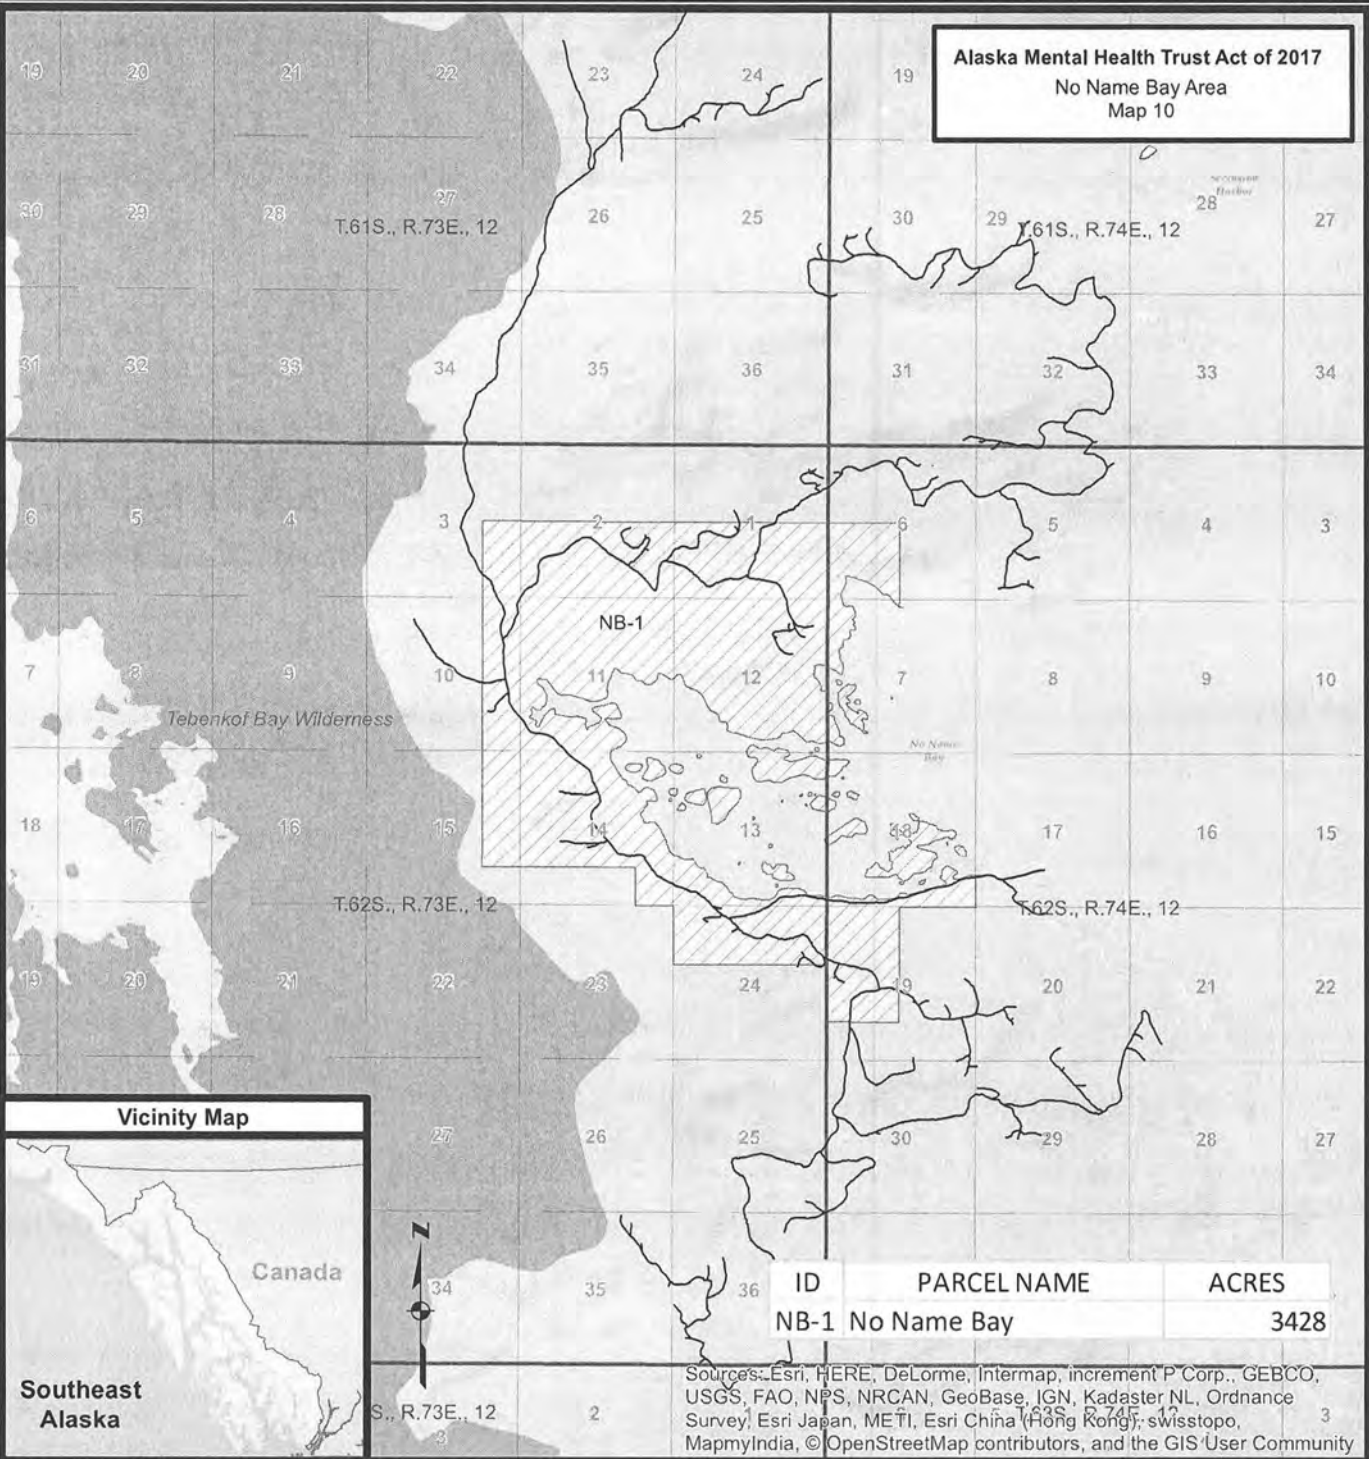 Alaska Mental Health Trust Act of 2017
No Name Bay Area
Map 10
19 20 21 22 23 24 19
Harbor
30 29 28 27 26 25 30 29 28 27
T.61S., R.73E., 12 T.61S., R.74E., 12
31 32 33 34 35 36 31 32 33 34
6 5 4 3 2 1 6 5 4 3
NB-1
7 8 9 10 11 12 7 8 9 10
Tebenkof Bay Wilderness
No Name
Bay
18 17 16 15 14 13 18 17 16 15
T.62S., R.73E., 12 T.62S., R.74E., 12
19 20 21 22 23 24 19 20 21 22
27 26 25 30 29 28 27
34 35 36
Vicinity Map
Canada
Southeast
Alaska
N
ID PARCEL NAME ACRES
NB-1 No Name Bay 3428
S., R.73E., 12 2 T.63S., R.74E., 12 3
3
Sources: Esri, HERE, DeLorme, Intermap, increment P Corp., GEBCO,
USGS, FAO, NPS, NRCAN, GeoBase, IGN, Kadaster NL, Ordnance
Survey, Esri Japan, METI, Esri China (Hong Kong), swisstopo,
MapmyIndia, © OpenStreetMap contributors, and the GIS User Community